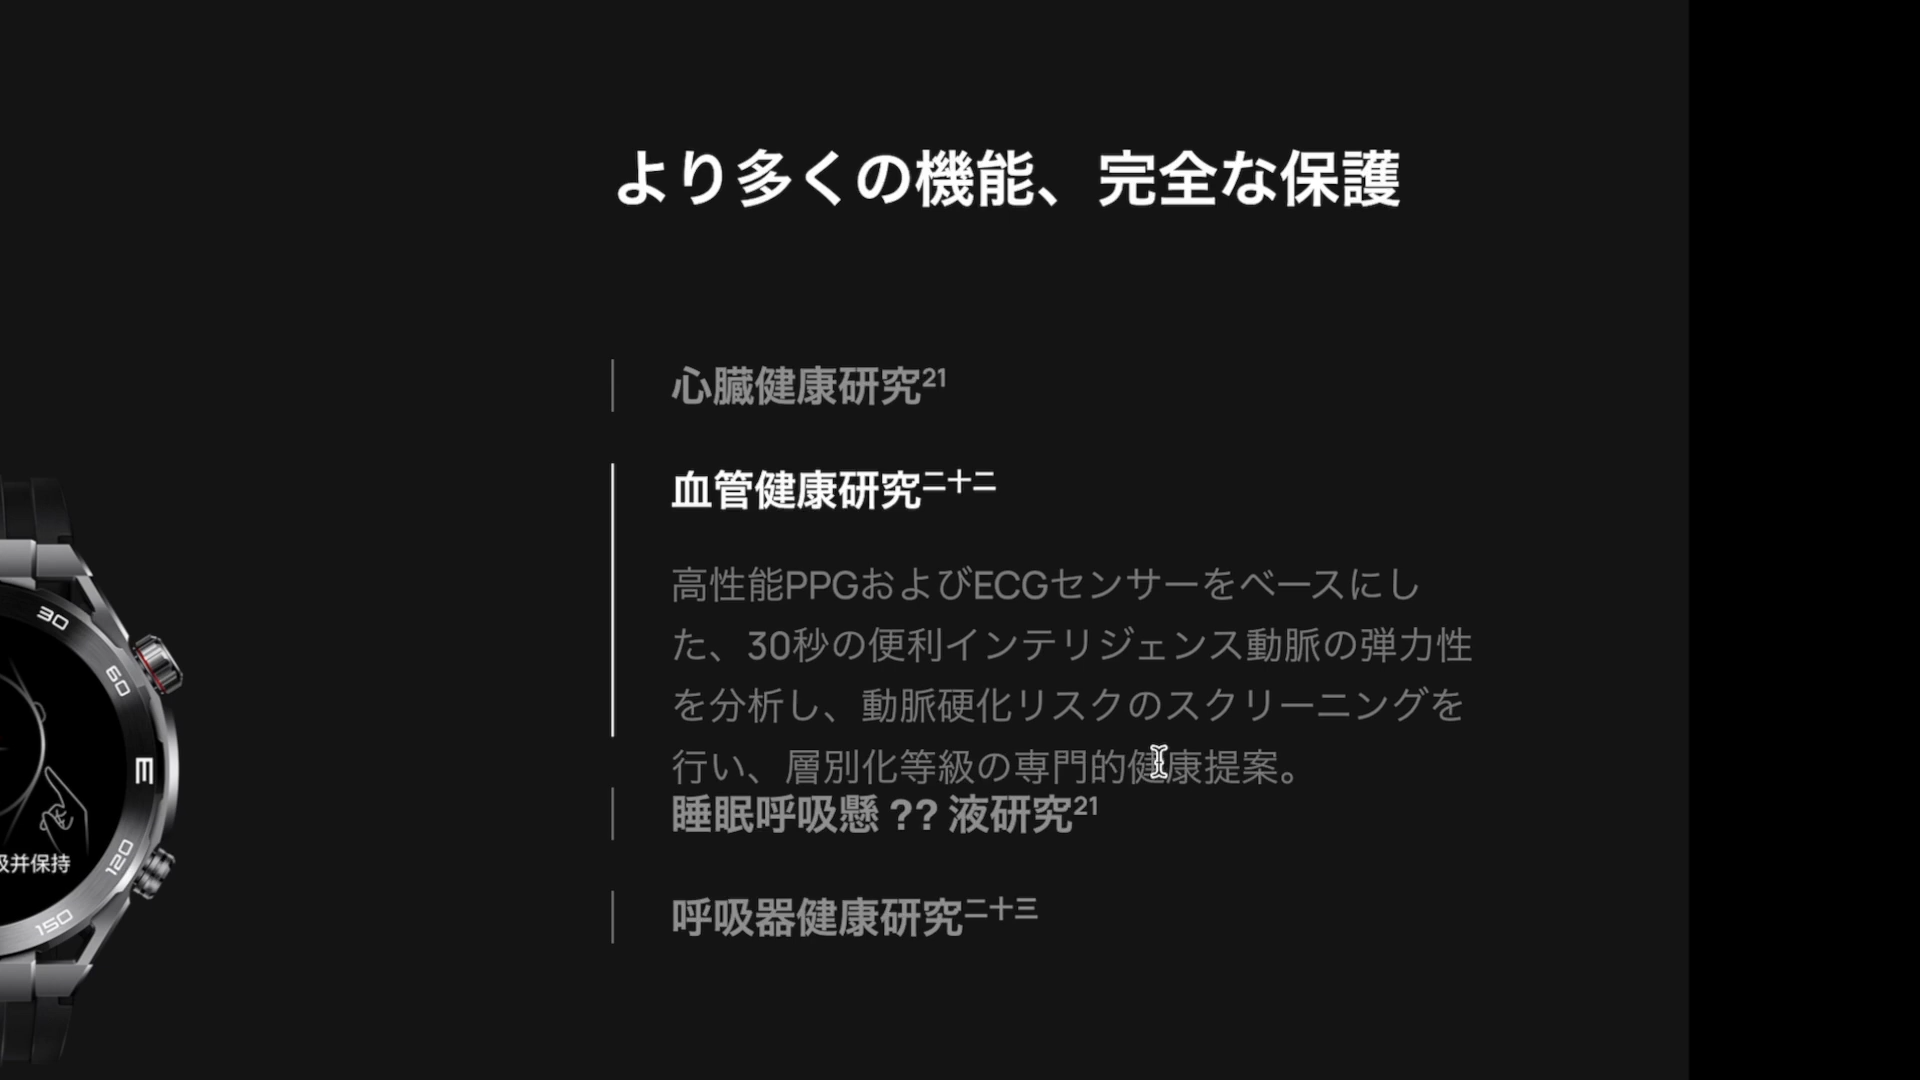 より多くの機能、完全な保護
心臓健康研究21
血管健康研究二十二
高性能PPGおよびECGセンサーをベースにし
た、30秒の便利インテリジェンス動脈の弾力性
を分析し、動脈硬化リスクのスクリーニングを
行い、層別化等級の専門的健康提案。
睡眠呼吸懸 ?? 液研究21
呼吸器健康研究二十三
30
60
E
120
150
吸并保持